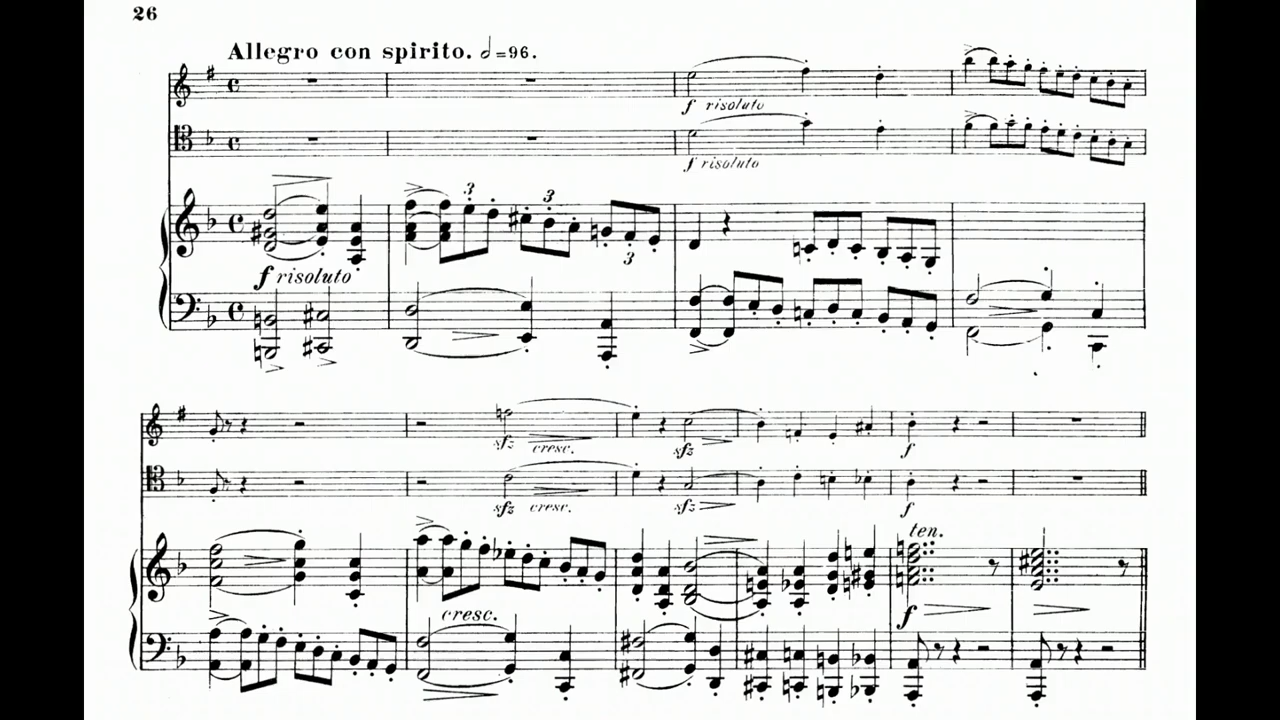 26
Allegro con spirito. 𝅗𝅥=96.
f risoluto
f risoluto
3 3
3
f risoluto
sfz cresc. sfz f
sfz cresc. sfz f
ten.
cresc. f